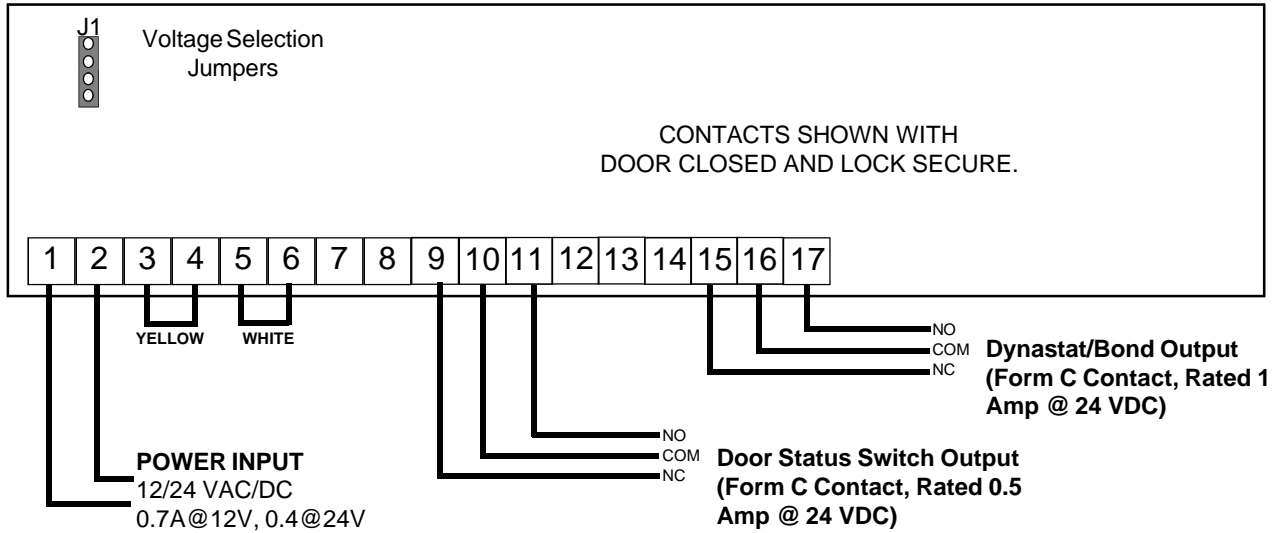 J1
Voltage Selection
Jumpers
CONTACTS SHOWN WITH
DOOR CLOSED AND LOCK SECURE.
1 2 3 4 5 6 7 8 9 10 11 12 13 14 15 16 17
YELLOW WHITE
NO
COM
NC
Dynastat/Bond Output
(Form C Contact, Rated 1
Amp @ 24 VDC)
NO
COM
NC
Door Status Switch Output
(Form C Contact, Rated 0.5
Amp @ 24 VDC)
POWER INPUT
12/24 VAC/DC
0.7A@12V, 0.4@24V